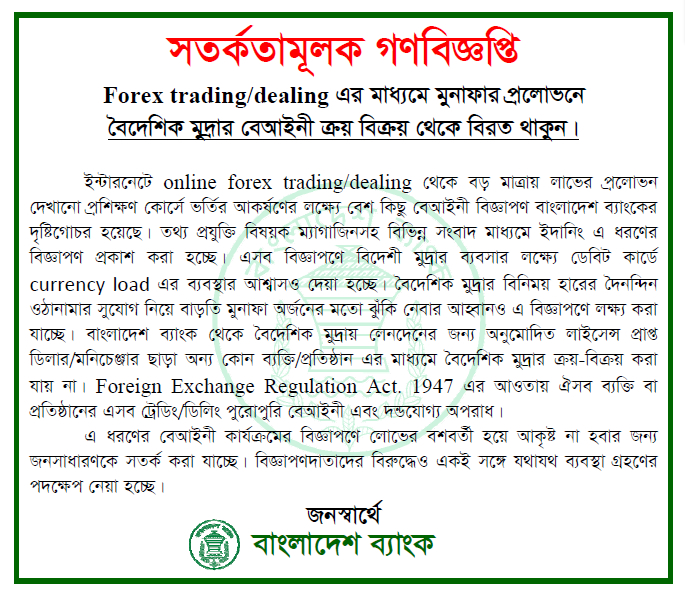 সতর্কতামূলক গণবিজ্ঞপ্তি
Forex trading/dealing এর মাধ্যমে মুনাফার প্রলোভনে
বৈদেশিক মুদ্রার বেআইনী ক্রয় বিক্রয় থেকে বিরত থাকুন।
ইন্টারনেটে online forex trading/dealing থেকে বড় মাত্রায় লাভের প্রলোভন
দেখানো প্রশিক্ষণ কোর্সে ভর্তির আকর্ষণের লক্ষ্যে বেশ কিছু বেআইনী বিজ্ঞাপণ বাংলাদেশ ব্যাংকের
দৃষ্টিগোচর হয়েছে। তথ্য প্রযুক্তি বিষয়ক ম্যাগাজিনসহ বিভিন্ন সংবাদ মাধ্যমে ইদানিং এ ধরণের
বিজ্ঞাপণ প্রকাশ করা হচ্ছে। এসব বিজ্ঞাপণে বিদেশী মুদ্রার ব্যবসার লক্ষ্যে ডেবিট কার্ডে
currency load এর ব্যবস্থার আশ্বাসও দেয়া হচ্ছে। বৈদেশিক মুদ্রার বিনিময় হারের দৈনন্দিন
ওঠানামার সুযোগ নিয়ে বাড়তি মুনাফা অর্জনের মতো ঝুঁকি নেবার আহ্বানও এ বিজ্ঞাপণে লক্ষ্য করা
যাচ্ছে। বাংলাদেশ ব্যাংক থেকে বৈদেশিক মুদ্রায় লেনদেনের জন্য অনুমোদিত লাইসেন্স প্রাপ্ত
ডিলার/মনিচেঞ্জার ছাড়া অন্য কোন ব্যক্তি/প্রতিষ্ঠান এর মাধ্যমে বৈদেশিক মুদ্রার ক্রয়-বিক্রয় করা
যায় না। Foreign Exchange Regulation Act. 1947 এর আওতায় ঐসব ব্যক্তি বা
প্রতিষ্ঠানের এসব ট্রেডিং/ডিলিং পুরোপুরি বেআইনী এবং দন্ডযোগ্য অপরাধ।
এ ধরণের বেআইনী কার্যক্রমের বিজ্ঞাপণে লোভের বশবর্তী হয়ে আকৃষ্ট না হবার জন্য
জনসাধারণকে সতর্ক করা যাচ্ছে। বিজ্ঞাপণদাতাদের বিরুদ্ধেও একই সঙ্গে যথাযথ ব্যবস্থা গ্রহণের
পদক্ষেপ নেয়া হচ্ছে।
জনস্বার্থে
বাংলাদেশ ব্যাংক